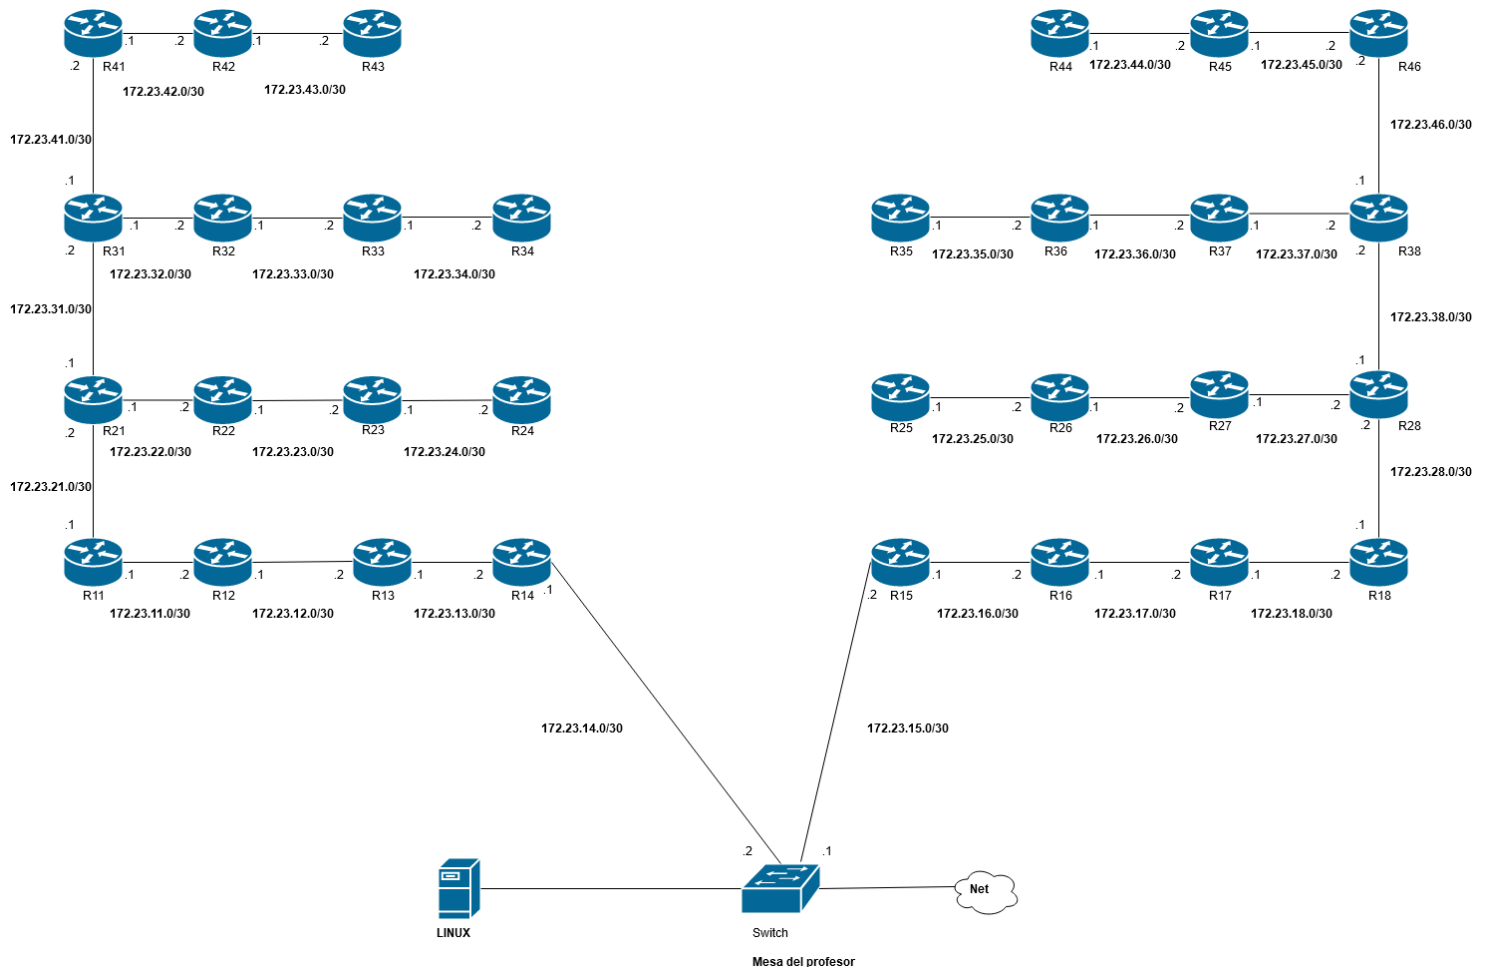 .1 .2 .1 .2
.2 R41 R42 R43
172.23.42.0/30 172.23.43.0/30
172.23.41.0/30
.1
.1 .2 .1 .2 .1 .2
.2 R31 R32 R33 R34
172.23.32.0/30 172.23.33.0/30 172.23.34.0/30
172.23.31.0/30
.1
.1 .2 .1 .2 .1 .2
.2 R21 R22 R23 R24
172.23.22.0/30 172.23.23.0/30 172.23.24.0/30
172.23.21.0/30
.1
.1 .2 .1 .2 .1 .2 .1
R11 R12 R13 R14
172.23.11.0/30 172.23.12.0/30 172.23.13.0/30
172.23.14.0/30
.1 .2 .1 .2
R44 172.23.44.0/30 R45 172.23.45.0/30 .2 R46
172.23.46.0/30
.1
.1 .2 .1 .2 .1 .2
R35 172.23.35.0/30 R36 172.23.36.0/30 R37 172.23.37.0/30 .2 R38
172.23.38.0/30
.1
.1 .2 .1 .2 .1 .2
R25 R26 R27 .2 R28
172.23.25.0/30 172.23.26.0/30 172.23.27.0/30
172.23.28.0/30
.1
.1 .2 .1 .2 .1 .2
.2 R15 R16 R17 R18
172.23.16.0/30 172.23.17.0/30 172.23.18.0/30
172.23.15.0/30
.2 .1
Net
LINUX
Switch
Mesa del profesor